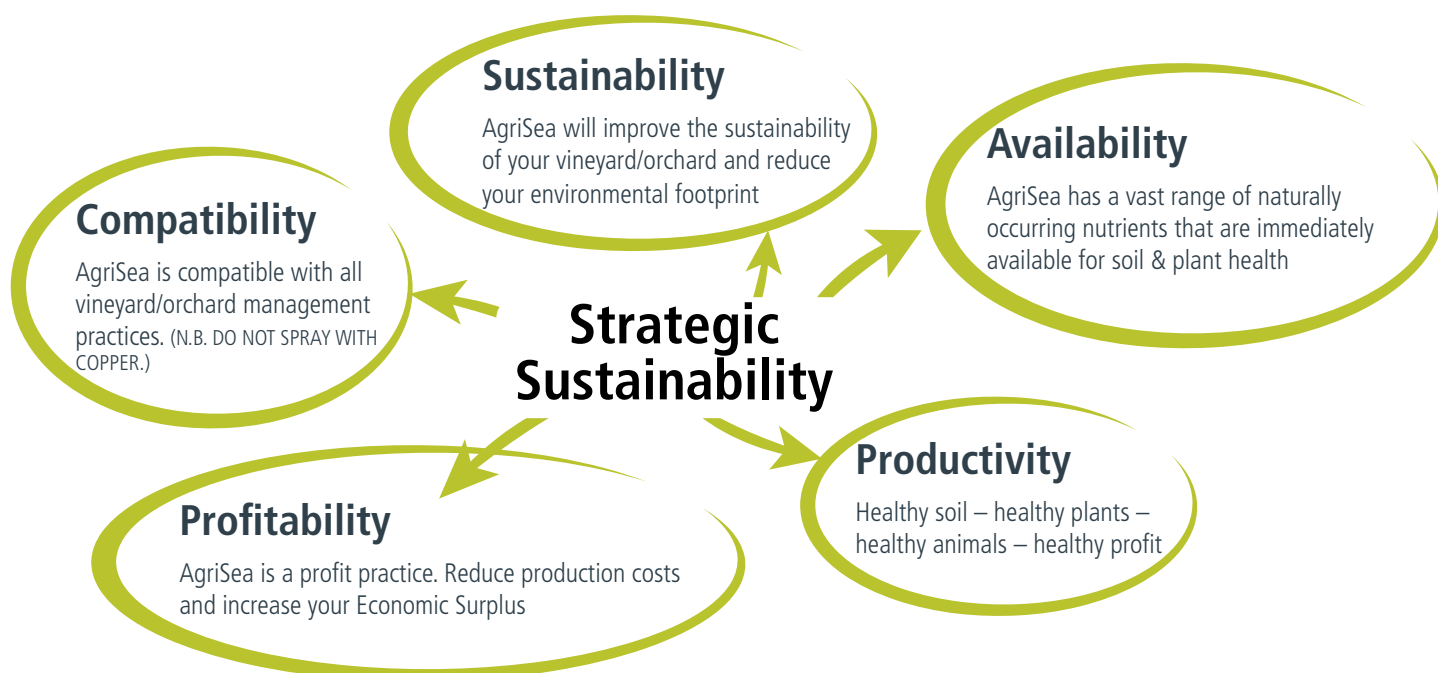 Sustainability
AgriSea will improve the sustainability
of your vineyard/orchard and reduce
your environmental footprint
Availability
AgriSea has a vast range of naturally
occurring nutrients that are immediately
available for soil & plant health
Compatibility
AgriSea is compatible with all
vineyard/orchard management
practices. (N.B. DO NOT SPRAY WITH
COPPER.)
Strategic
Sustainability
Productivity
Healthy soil – healthy plants –
healthy animals – healthy profit
Profitability
AgriSea is a profit practice. Reduce production costs
and increase your Economic Surplus